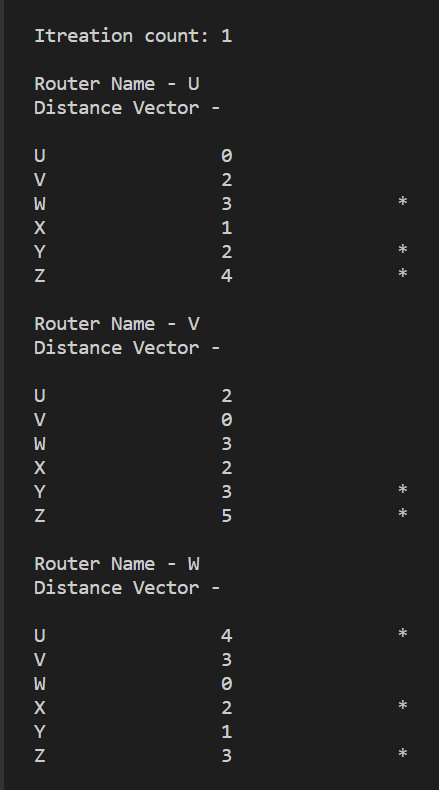 Itreation count: 1
Router Name - U
Distance Vector -
U 0
V 2
W 3 *
X 1
Y 2 *
Z 4 *
Router Name - V
Distance Vector -
U 2
V 0
W 3
X 2
Y 3 *
Z 5 *
Router Name - W
Distance Vector -
U 4 *
V 3
W 0
X 2 *
Y 1
Z 3 *